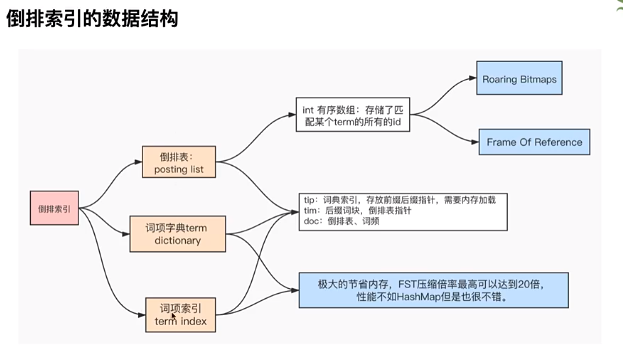 倒排索引的数据结构
Roaring Bitmaps
int 有序数组：存储了匹
配某个term的所有的id
Frame Of Reference
倒排表：
posting list
倒排索引
tip：词典索引，存放前缀后缀指针，需要内存加载
tim：后缀词块，倒排表指针
doc：倒排表、词频
词项字典term
dictionary
极大的节省内存，FST压缩倍率最高可以达到20倍，
性能不如HashMap但是也很不错。
词项索引
term index